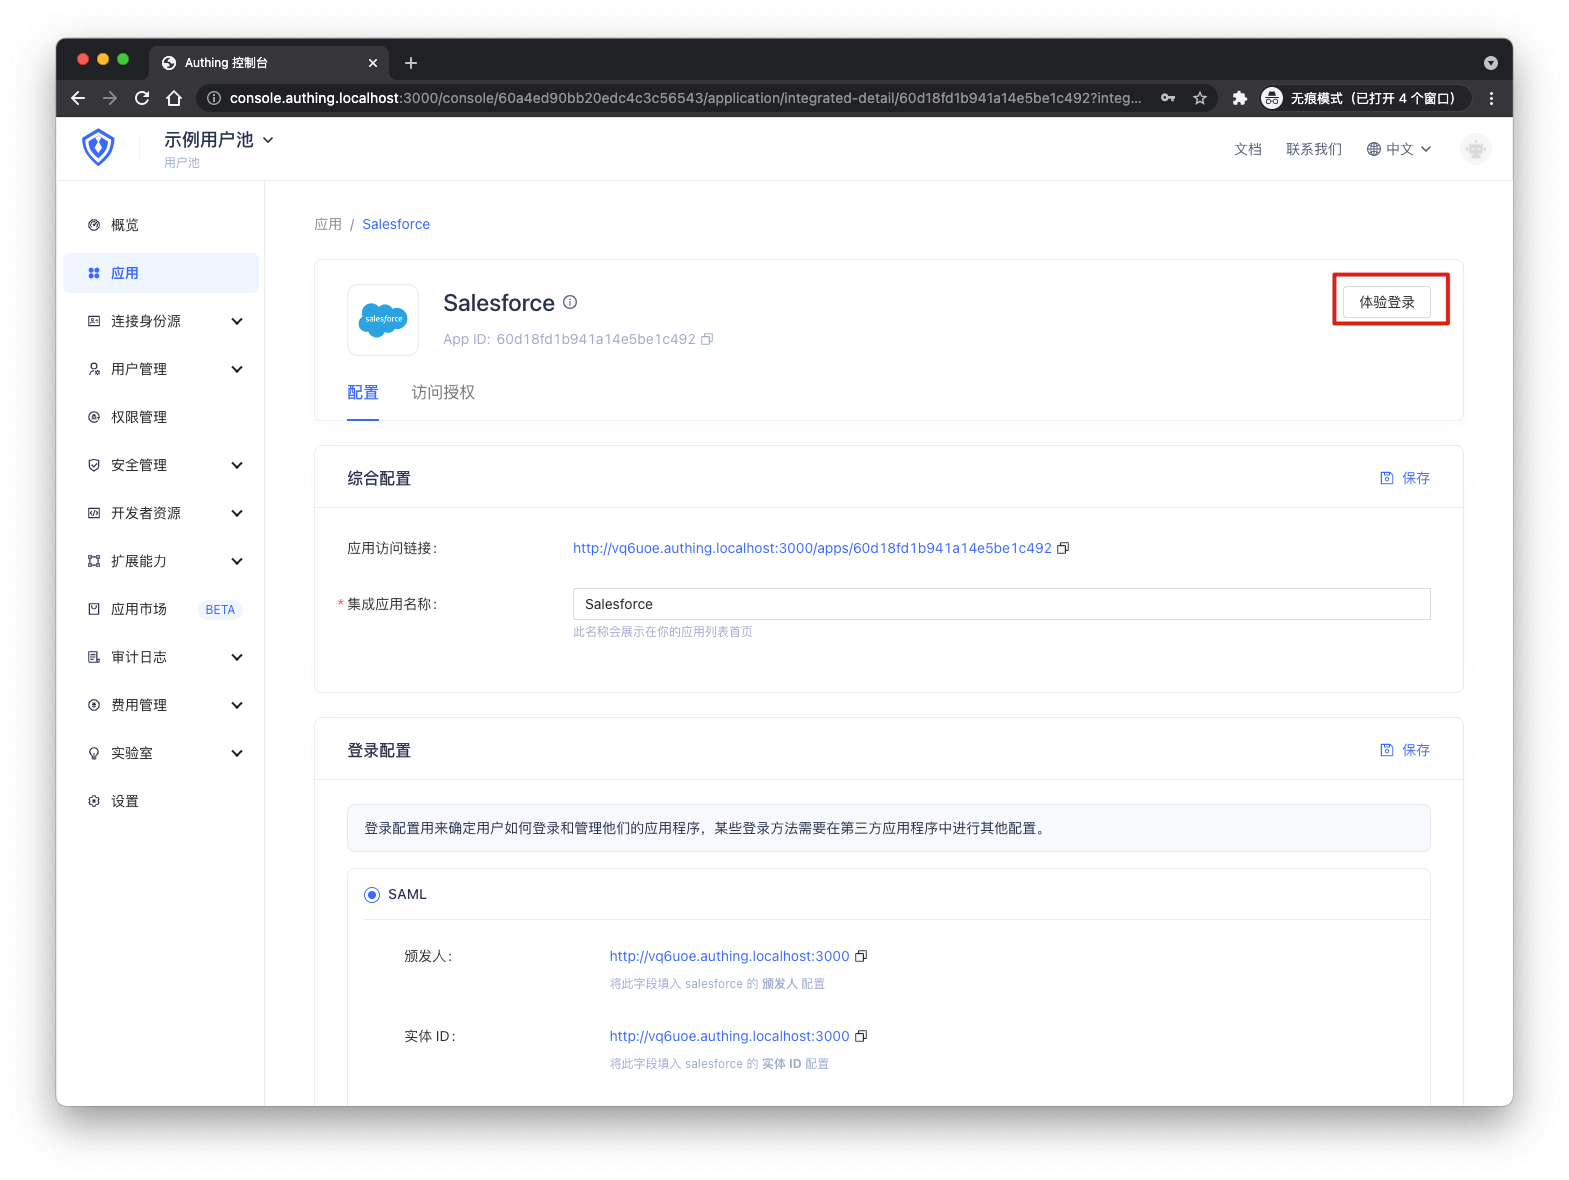 Authing 控制台
console.authing.localhost:3000/console/60a4ed90bb20edc4c3c56543/application/integrated-detail/60d18fd1b941a14e5be1c492?integ...
无痕模式（已打开 4 个窗口）
示例用户池
用户池
文档
联系我们
中文
概览
应用
连接身份源
用户管理
权限管理
安全管理
开发者资源
扩展能力
应用市场 BETA
审计日志
费用管理
实验室
设置
应用 / Salesforce
salesforce
Salesforce
App ID: 60d18fd1b941a14e5be1c492
体验登录
配置
访问授权
综合配置
保存
应用访问链接：
http://vq6uoe.authing.localhost:3000/apps/60d18fd1b941a14e5be1c492
* 集成应用名称：
Salesforce
此名称会展示在你的应用列表首页
登录配置
保存
登录配置用来确定用户如何登录和管理他们的应用程序，某些登录方法需要在第三方应用程序中进行其他配置。
SAML
颁发人：
http://vq6uoe.authing.localhost:3000
将此字段填入 salesforce 的 颁发人 配置
实体 ID：
http://vq6uoe.authing.localhost:3000
将此字段填入 salesforce 的 实体 ID 配置